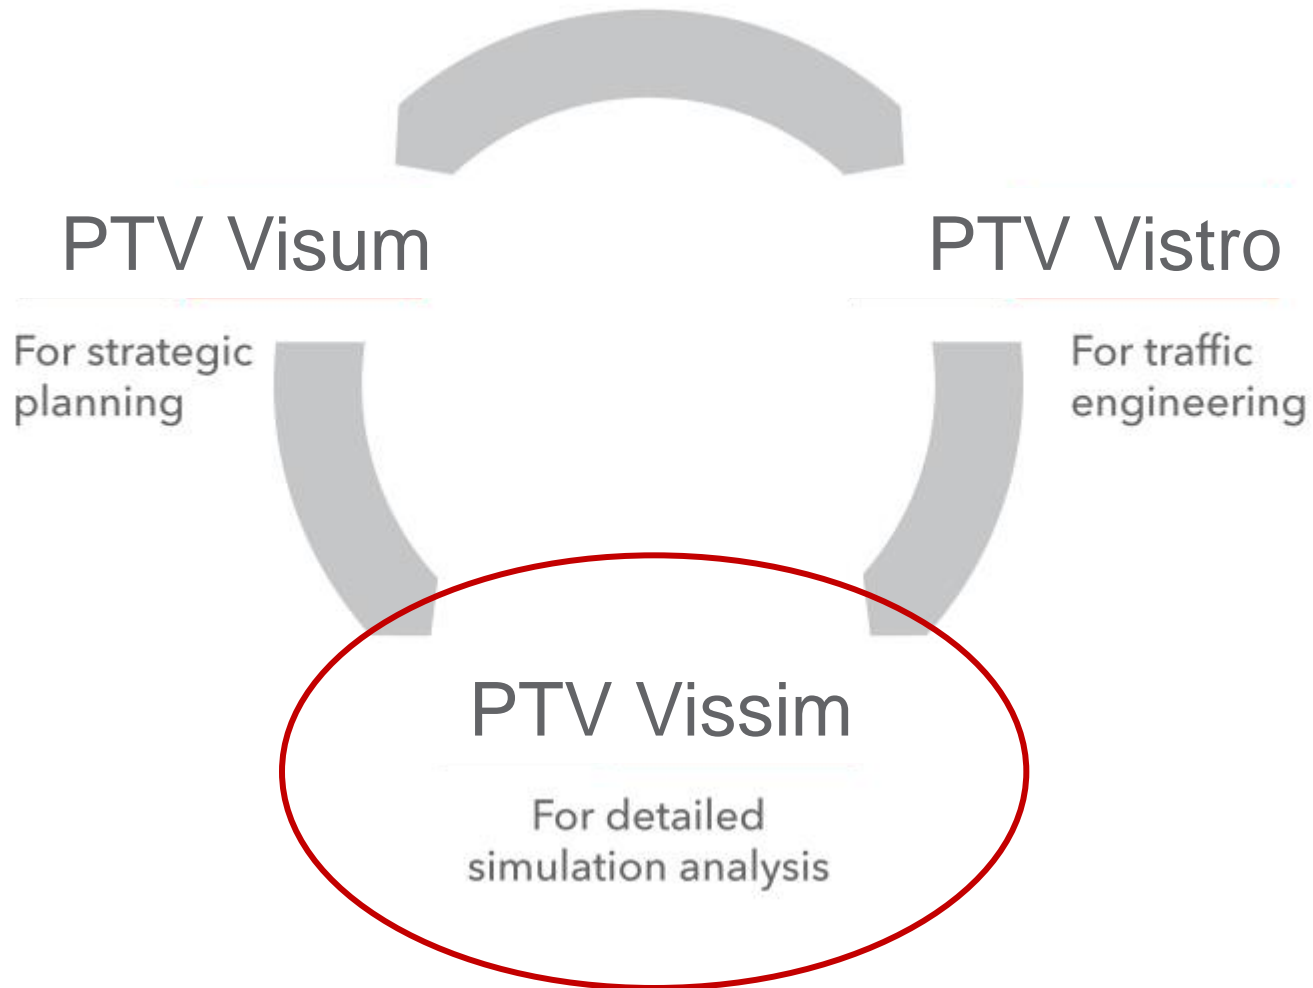 PTV Visum
For strategic
planning
PTV Vistro
For traffic
engineering
PTV Vissim
For detailed
simulation analysis